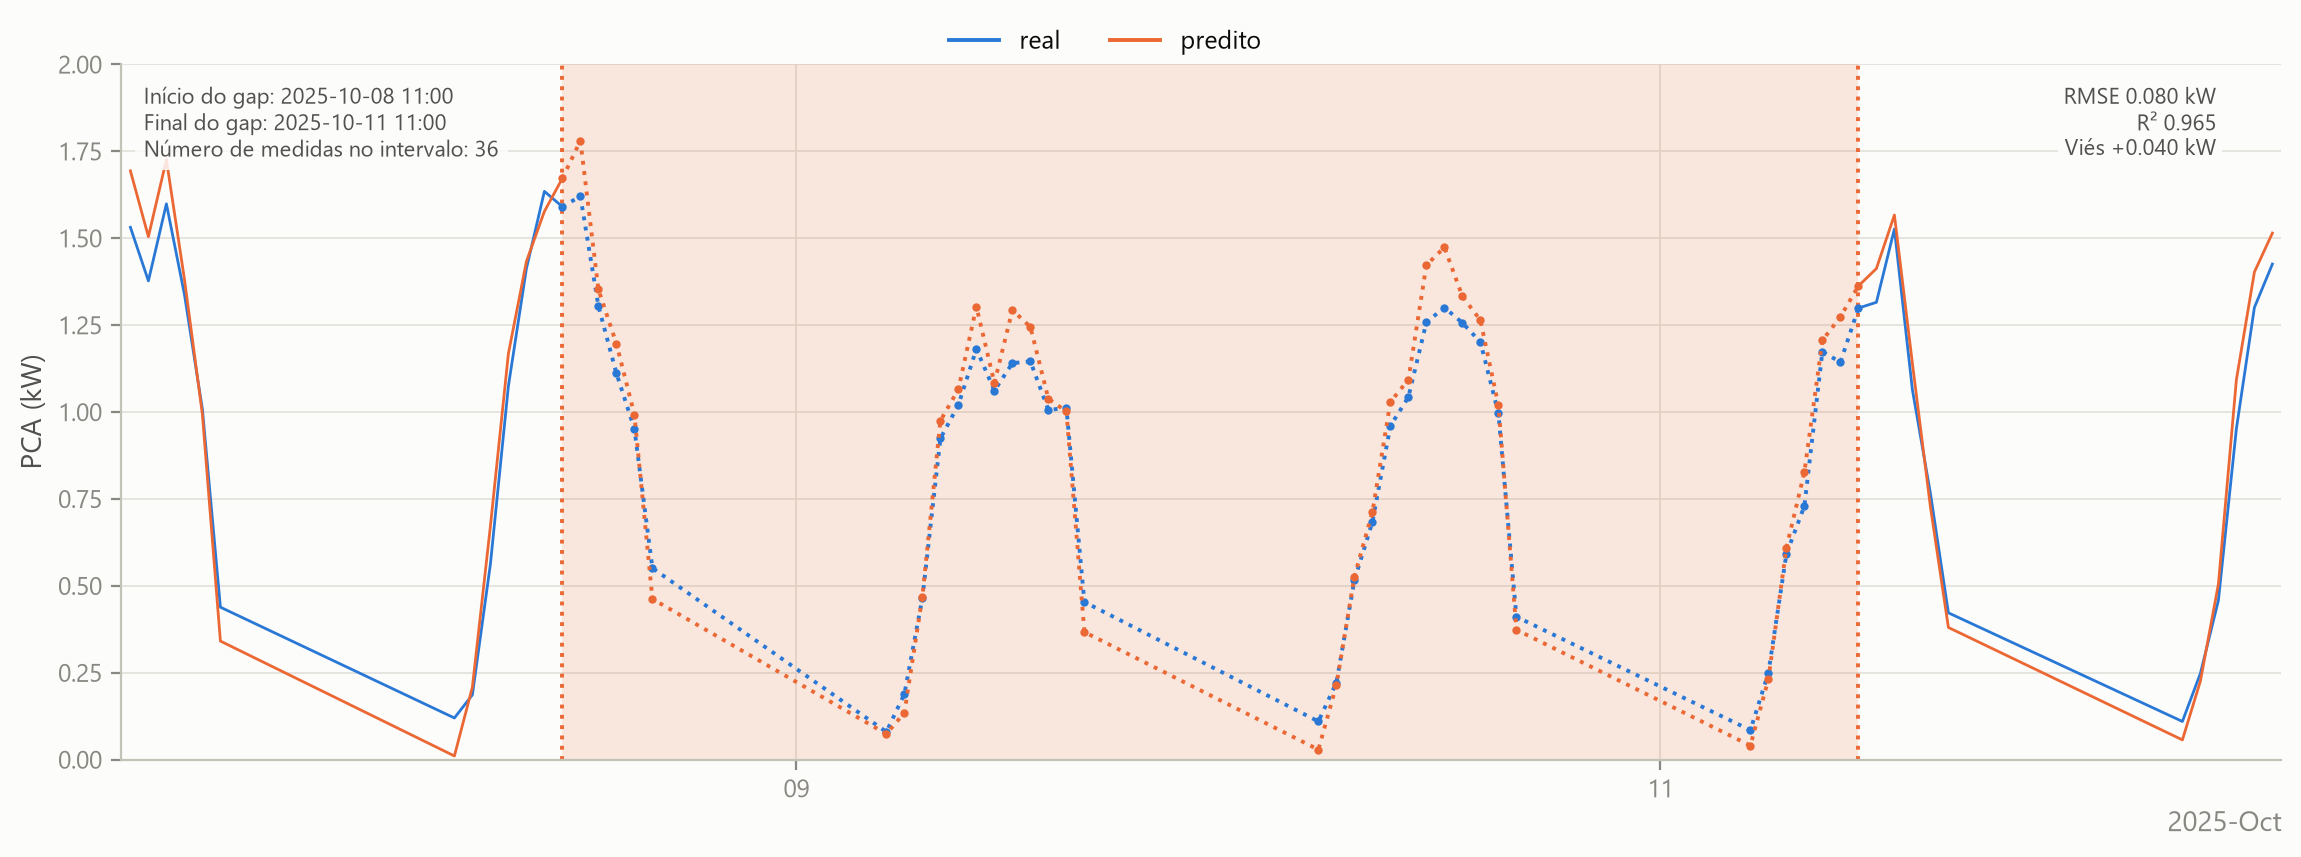 real predito
Início do gap: 2025-10-08 11:00
Final do gap: 2025-10-11 11:00
Número de medidas no intervalo: 36
RMSE 0.080 kW
R² 0.965
Viés +0.040 kW
PCA (kW)
2.00
1.75
1.50
1.25
1.00
0.75
0.50
0.25
0.00
09 11
2025-Oct